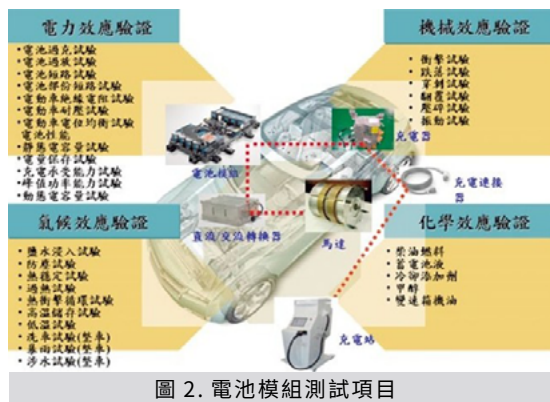 電力效應驗證
•電池過充試驗
•電池過放試驗
•電池短路試驗
•電池部份短路試驗
•電動車絕緣電阻試驗
•電動車耐壓試驗
•電動車電位均衡試驗
電池性能
•靜態電容量試驗
•電量保存試驗
•充電承受能力試驗
•峰值功率能力試驗
•動態電容量試驗
機械效應驗證
• 衝擊試驗
• 跌落試驗
• 穿刺試驗
• 翻覆試驗
• 壓碎試驗
• 振動試驗
充電器
電池模組
充電連接
器
直流/交流轉換器
馬達
充電站
氣候效應驗證
• 鹽水浸入試驗
• 防塵試驗
• 熱穩定試驗
• 過熱試驗
• 熱衝擊循環試驗
• 高溫儲存試驗
• 低溫試驗
• 洗車試驗(整車)
• 暴雨試驗(整車)
• 涉水試驗(整車)
化學效應驗證
• 柴油燃料
• 蓄電池液
• 冷卻添加劑
• 甲醇
• 變速箱機油
圖 2. 電池模組測試項目